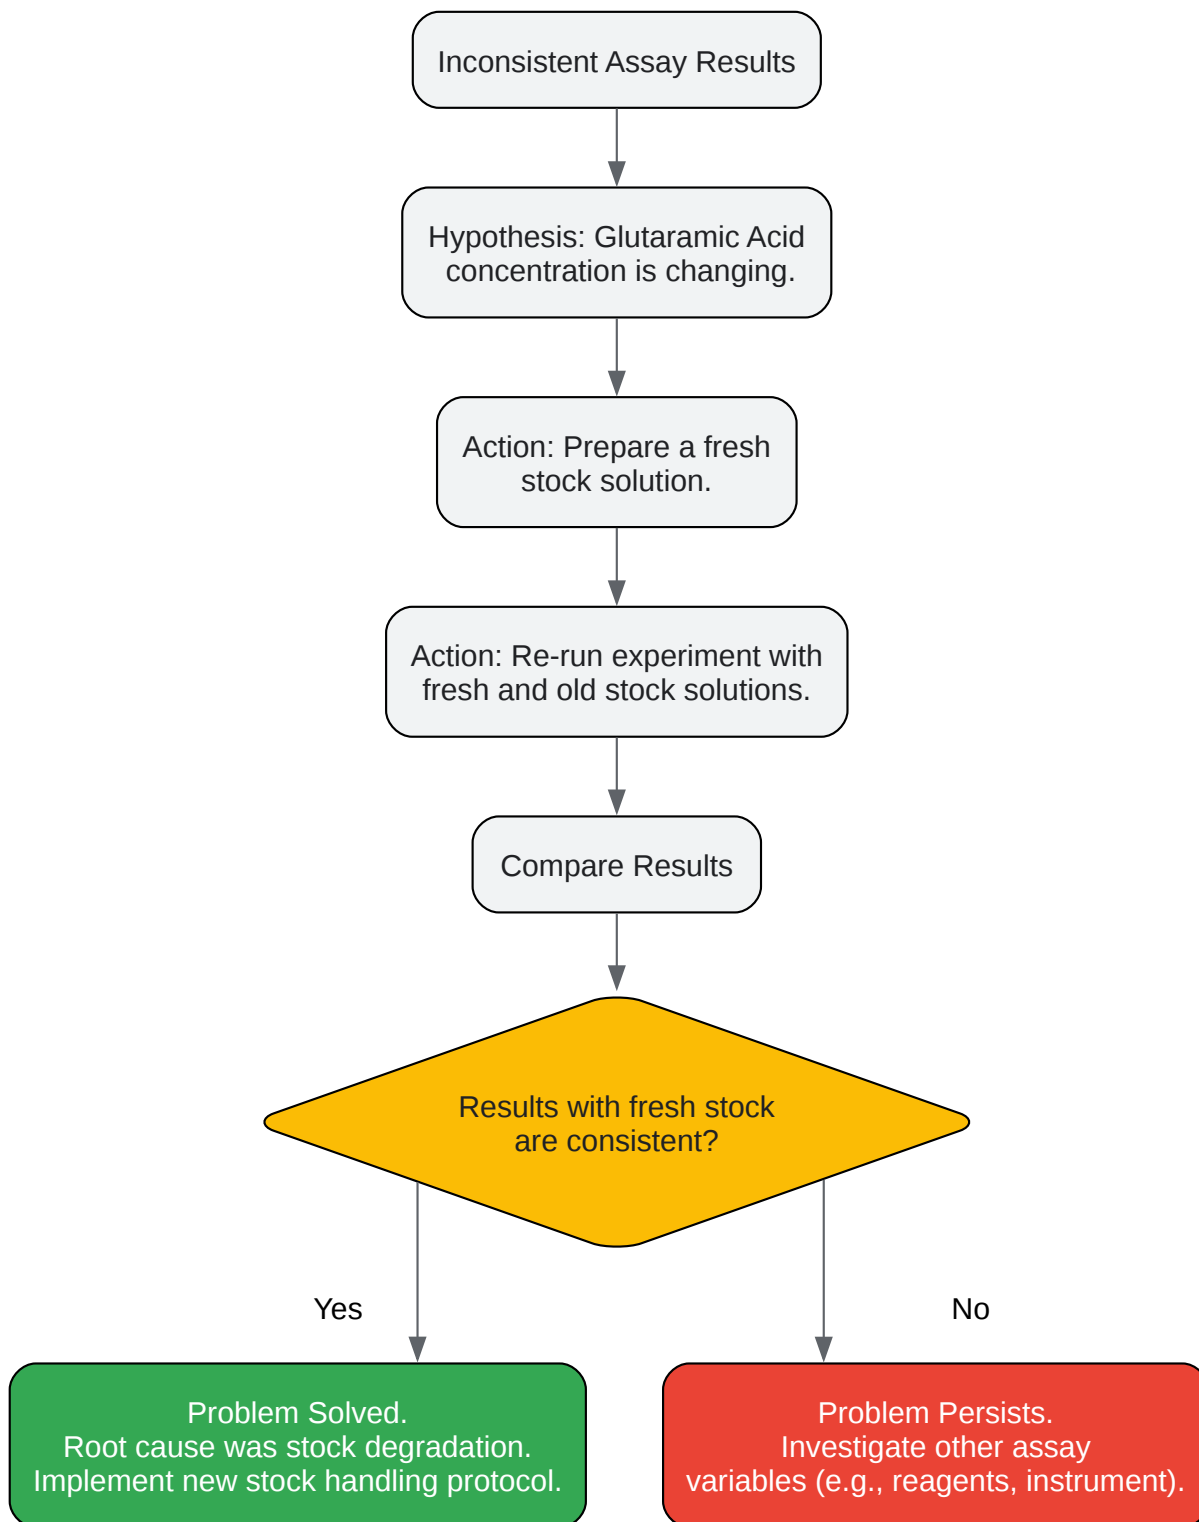 Inconsistent Assay Results
Hypothesis: Glutaramic Acid
concentration is changing.
Action: Prepare a fresh
stock solution.
Action: Re-run experiment with
fresh and old stock solutions.
Compare Results
Results with fresh stock
are consistent?
Yes
No
Problem Solved.
Root cause was stock degradation.
Implement new stock handling protocol.
Problem Persists.
Investigate other assay
variables (e.g., reagents, instrument).